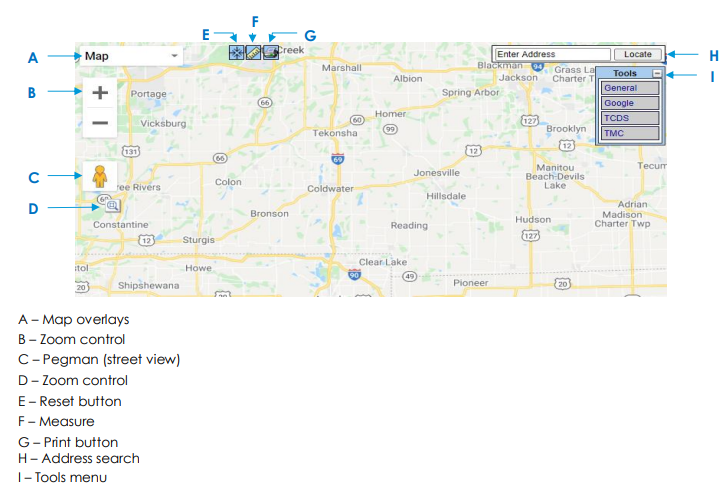 F
E
G
A
Map
Creek
Enter Address
Locate
H
Marshall
Blackman
94
Grass La
Tools
I
Albion
Jackson
Charter T
B
+
Portage
Spring Arbor
General
66
Google
Homer
TCDS
Vicksburg
60
99
127
Brooklyn
TMC
Tekonsha
12
131
66
69
12
Manitou
Beach-Devils
Lake
Tecum
C
Jonesville
ee Rivers
Colon
Coldwater
Hillsdale
D
Adrian
Bronson
Hudson
Madison
Charter Twp
Constantine
Reading
12
Sturgis
127
Clear Lake
stol
Howe
90
49
20
Shipshewana
Pioneer
20
A – Map overlays
B – Zoom control
C – Pegman (street view)
D – Zoom control
E – Reset button
F – Measure
G – Print button
H – Address search
I – Tools menu